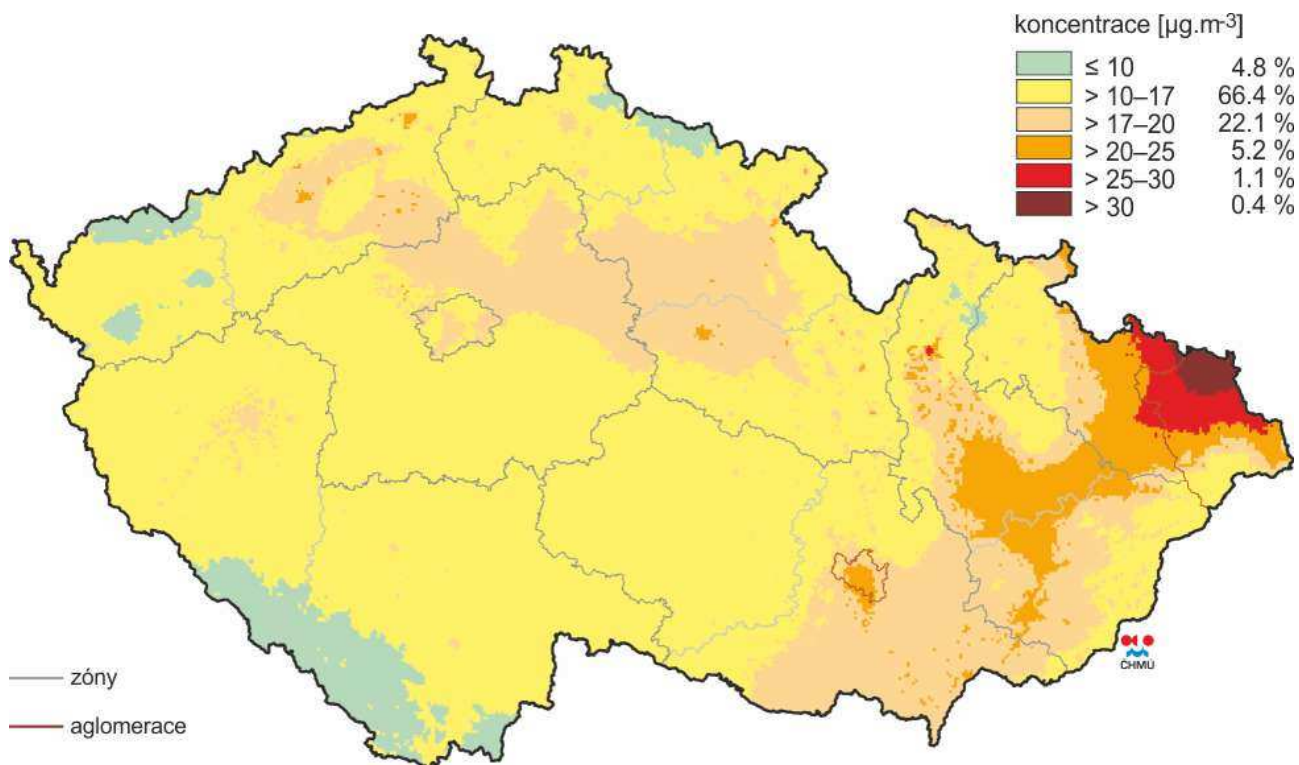 koncentrace [µg.m-3]
≤ 10 4.8 %
> 10–17 66.4 %
> 17–20 22.1 %
> 20–25 5.2 %
> 25–30 1.1 %
> 30 0.4 %
ČHMÚ
zóny
aglomerace